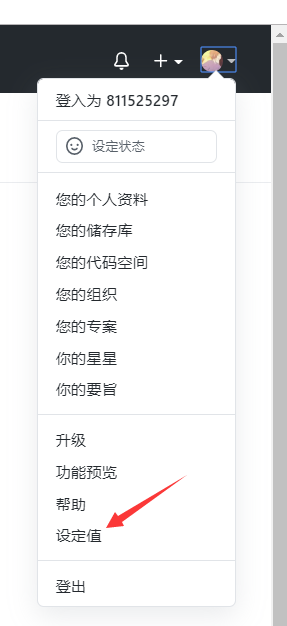 登入为 811525297
设定状态
您的个人资料
您的储存库
您的代码空间
您的组织
您的专案
你的星星
你的要旨
升级
功能预览
帮助
设定值
登出